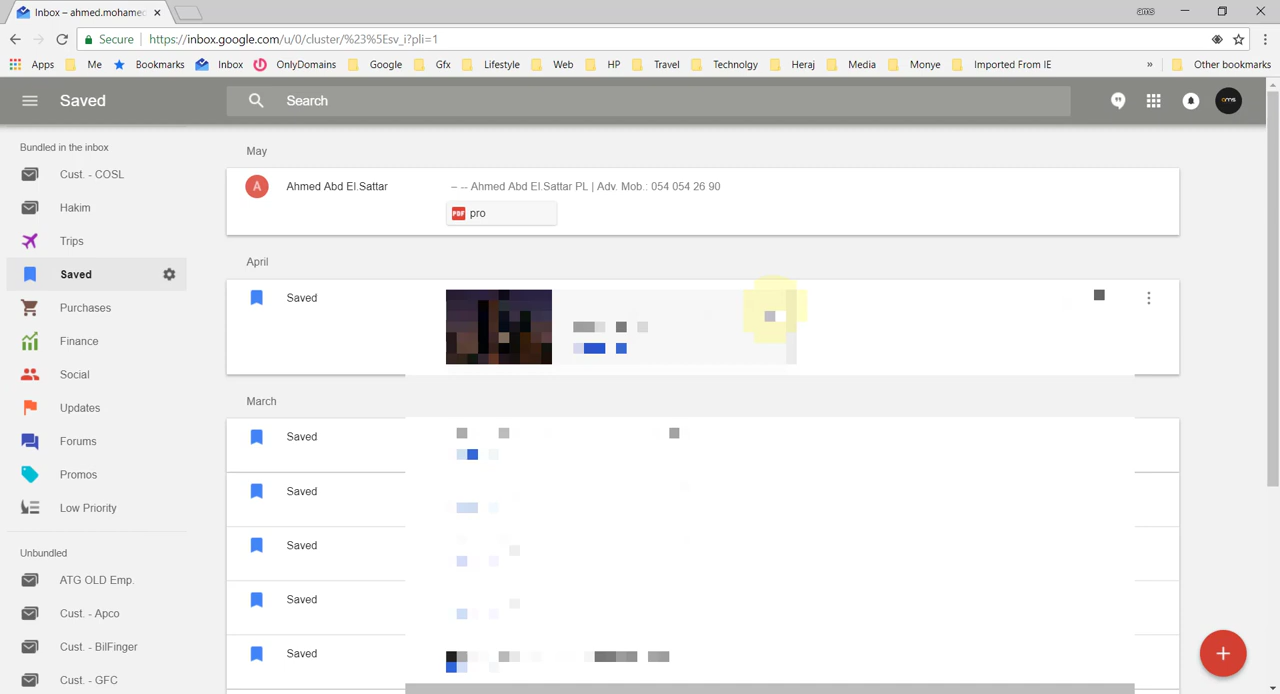 Inbox – ahmed.mohamed
ams
Secure https://inbox.google.com/u/0/cluster/%23%5Esv_i?pli=1
Apps Me Bookmarks Inbox OnlyDomains Google Gfx Lifestyle Web HP Travel Technolgy Heraj Media Monye Imported From IE » Other bookmarks
Saved
Search
ams
Bundled in the inbox
Cust. - COSL
Hakim
Trips
Saved
Purchases
Finance
Social
Updates
Forums
Promos
Low Priority
Unbundled
ATG OLD Emp.
Cust. - Apco
Cust. - BilFinger
Cust. - GFC
May
A Ahmed Abd El.Sattar – -- Ahmed Abd El.Sattar PL | Adv. Mob.: 054 054 26 90
PDF pro
April
Saved
March
Saved
Saved
Saved
Saved
Saved